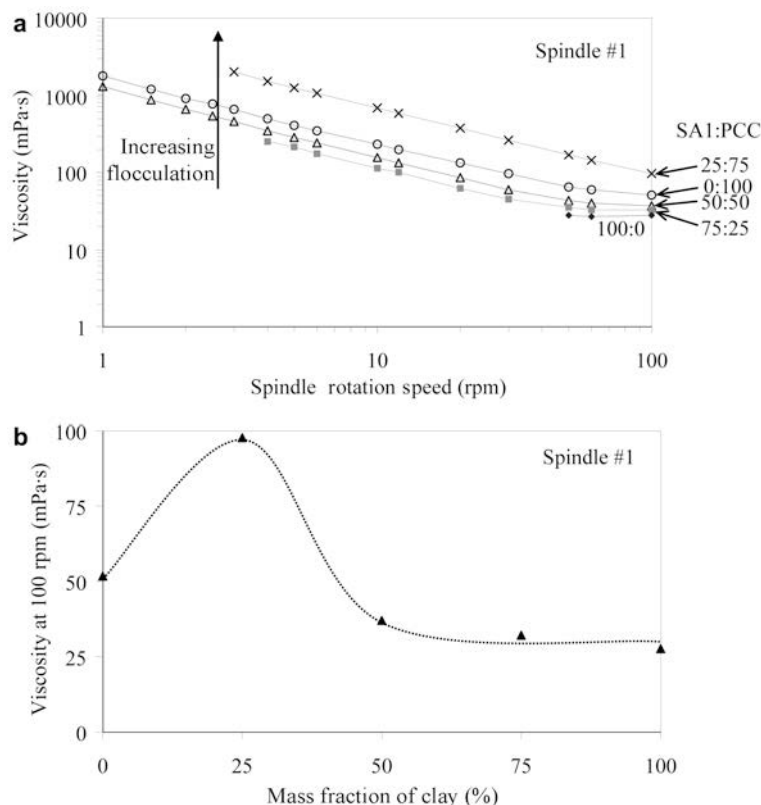 a
10000
1000
100
10
1
Viscosity (mPa·s)
Increasing
flocculation
Spindle #1
SA1:PCC
25:75
0:100
50:50
75:25
100:0
1
10
100
Spindle rotation speed (rpm)
b
100
75
50
25
0
Viscosity at 100 rpm (mPa·s)
Spindle #1
0
25
50
75
100
Mass fraction of clay (%)